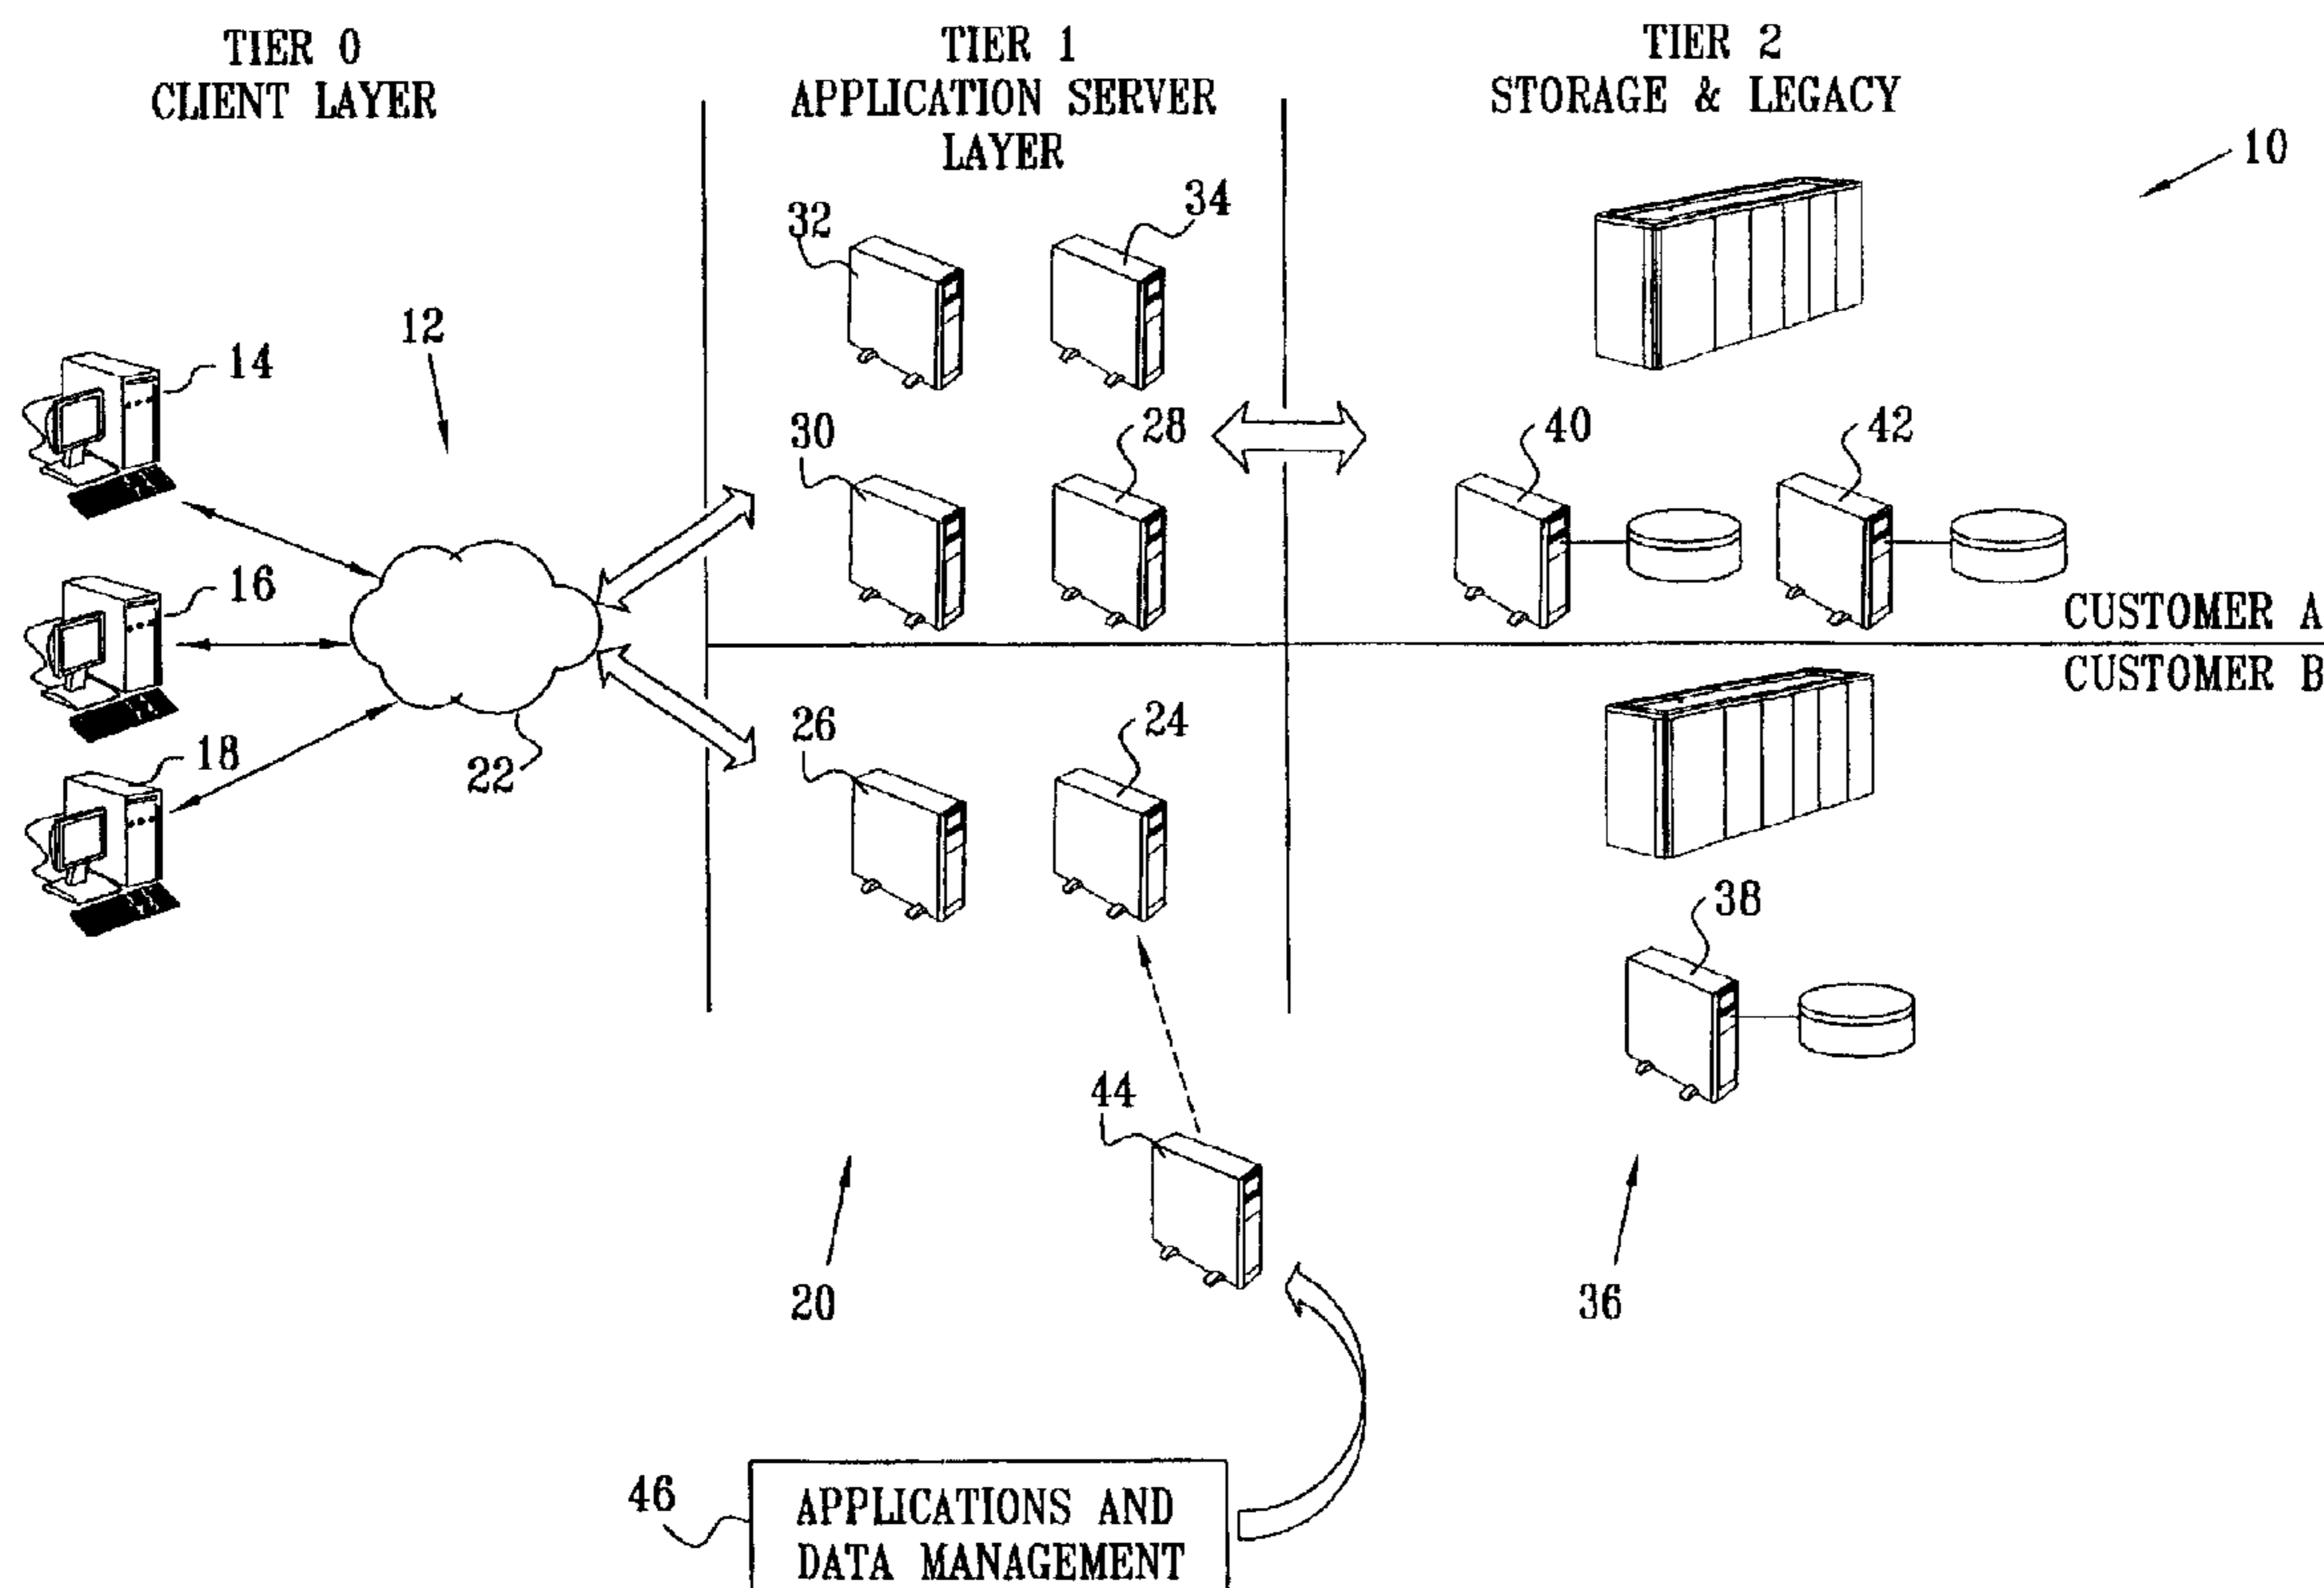 TIER 0
CLIENT LAYER
TIER 1
APPLICATION SERVER
LAYER
TIER 2
STORAGE & LEGACY
10
32
34
12
14
30
28
40
42
16
CUSTOMER A
CUSTOMER B
18
22
26
24
38
44
20
36
46
APPLICATIONS AND
DATA MANAGEMENT